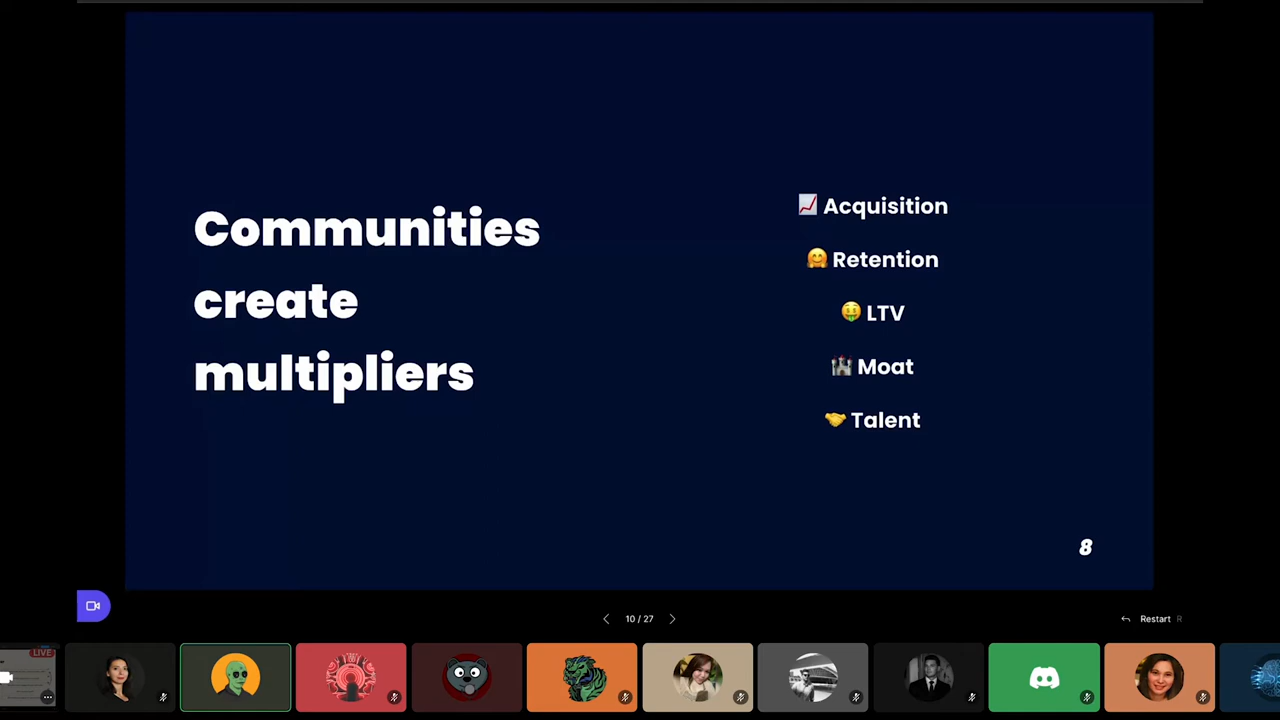 Communities
create
multipliers
📈 Acquisition
🤗 Retention
🤑 LTV
🏰 Moat
🤝 Talent
8
10 / 27
Restart R
LIVE